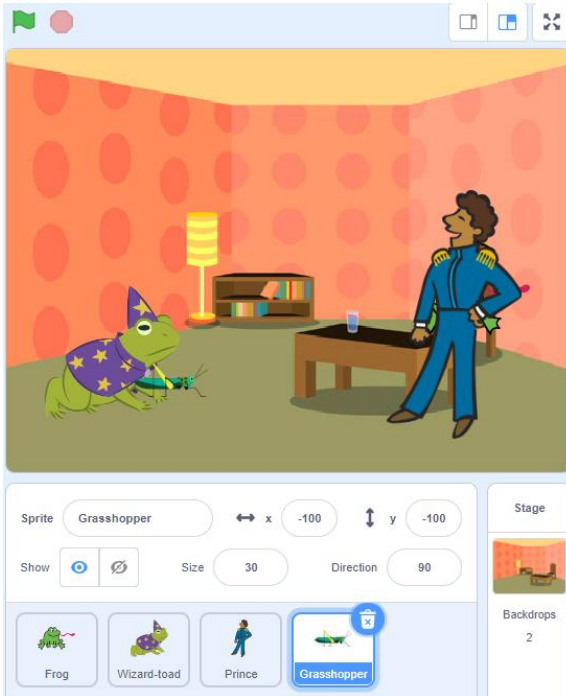 Sprite Grasshopper x -100 y -100
Show Size 30 Direction 90
Stage
Backdrops
2
Frog Wizard-toad Prince Grasshopper